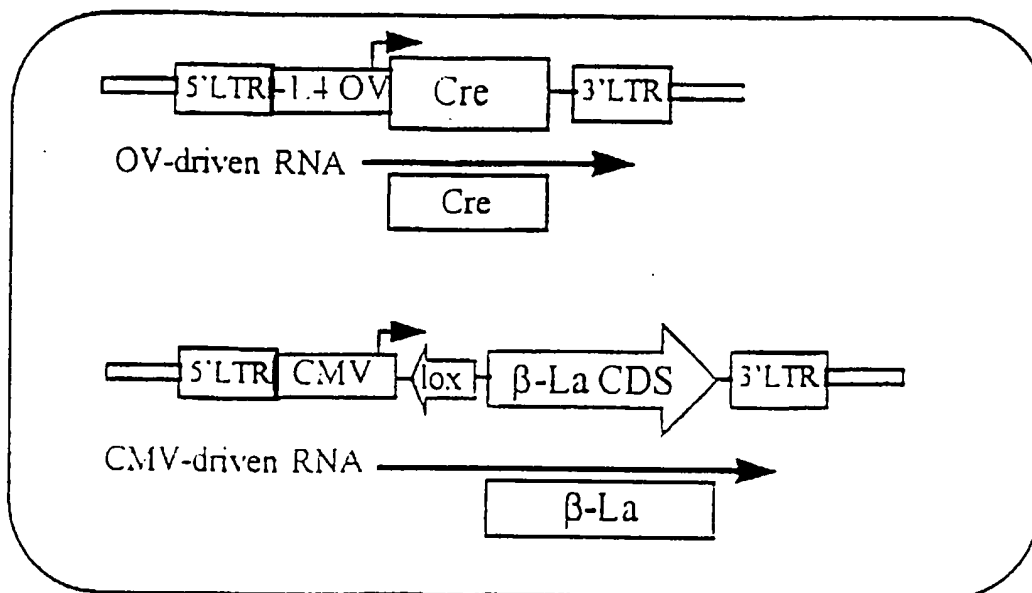 5'LTR -1.4 OV Cre 3'LTR
OV-driven RNA
Cre
5'LTR CMV lox β-La CDS 3'LTR
CMV-driven RNA
β-La